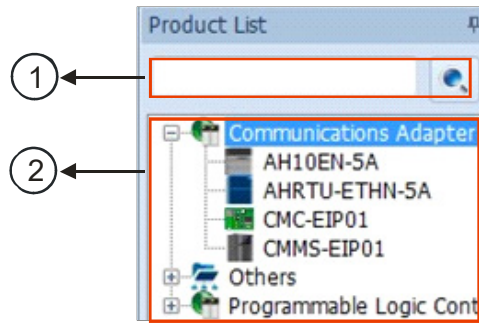 Product List
1
2
Communications Adapter
AH10EN-5A
AHRTU-ETHN-5A
CMC-EIP01
CMMS-EIP01
Others
Programmable Logic Cont